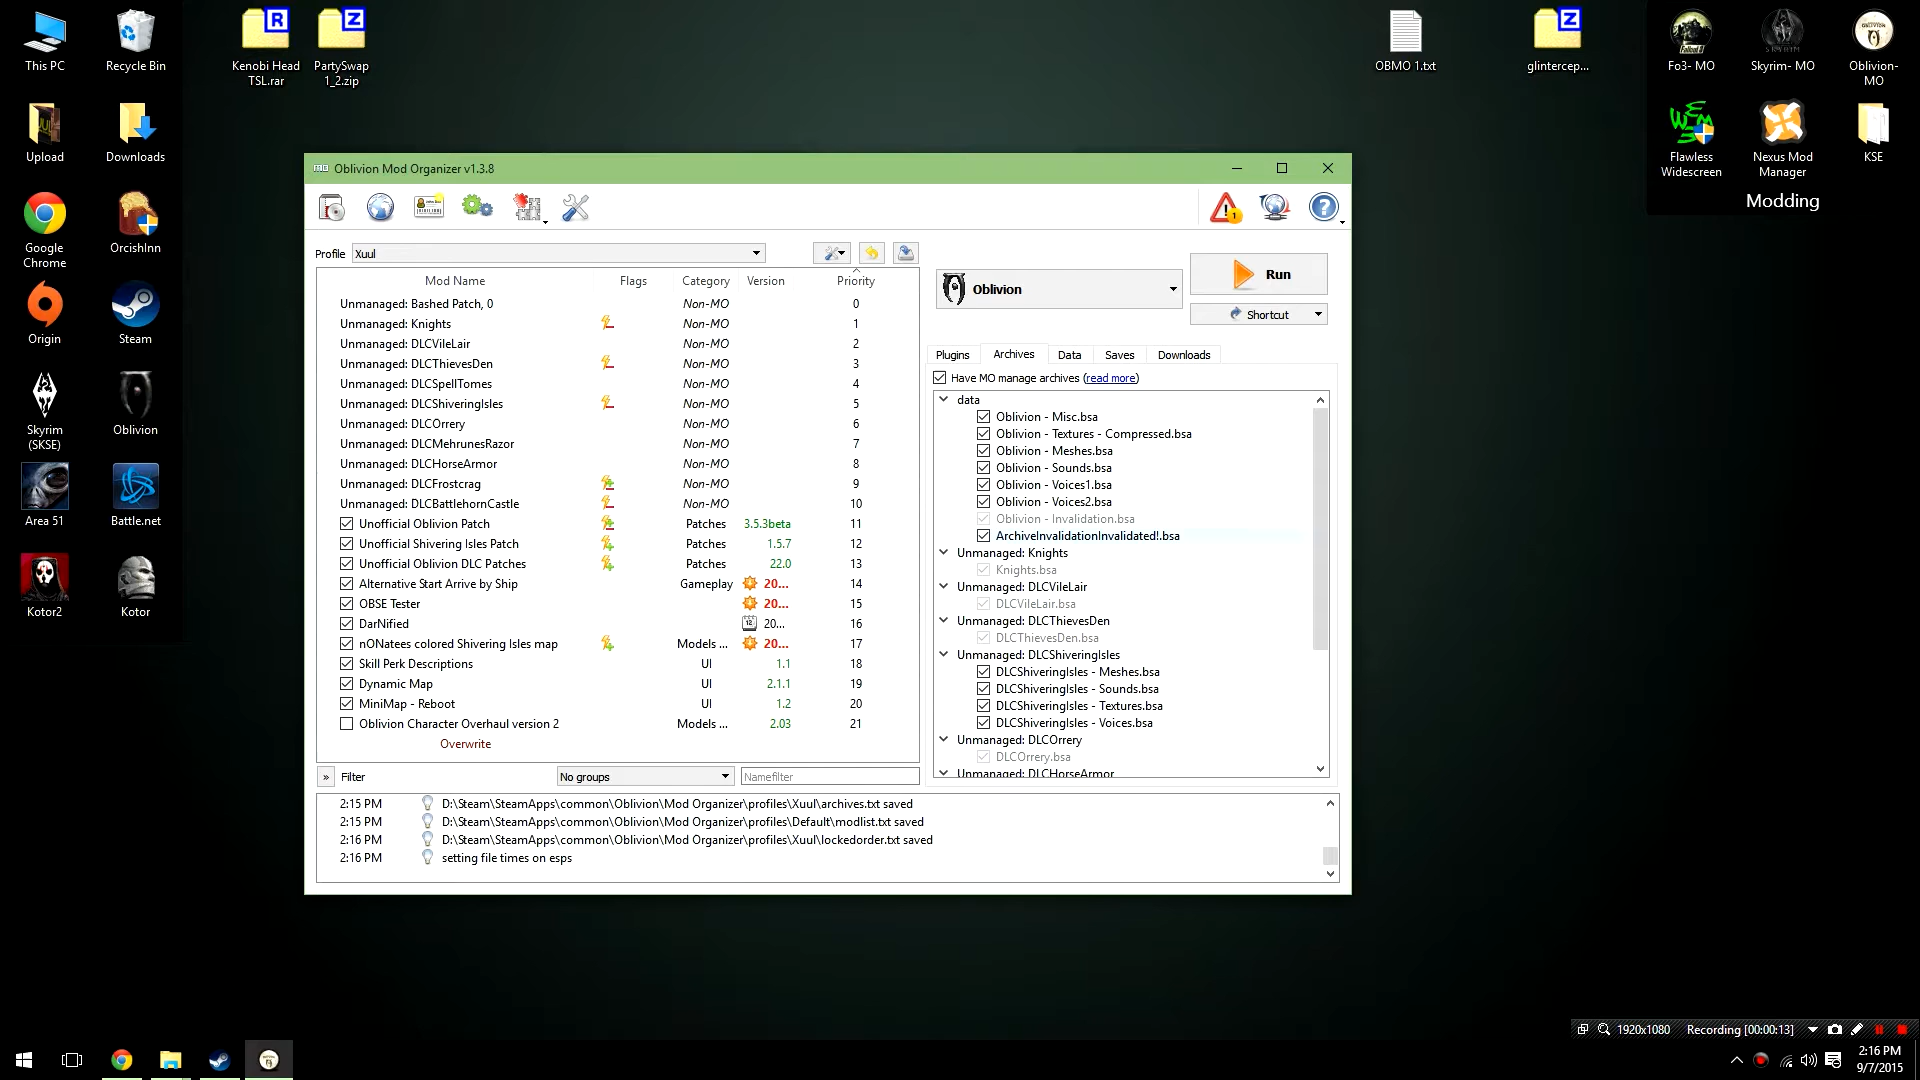 This PC
Recycle Bin
Kenobi Head
TSL.rar
PartySwap
1_2.zip
OBMO 1.txt
glintercep...
Fo3- MO
Skyrim- MO
Oblivion-
MO
Upload
Downloads
Flawless
Widescreen
Nexus Mod
Manager
KSE
Modding
Google
Chrome
OrcishInn
Origin
Steam
Skyrim
(SKSE)
Oblivion
Area 51
Battle.net
Kotor2
Kotor
Oblivion Mod Organizer v1.3.8
Profile Xuul
Mod Name Flags Category Version Priority
Unmanaged: Bashed Patch, 0 Non-MO 0
Unmanaged: Knights Non-MO 1
Unmanaged: DLCVileLair Non-MO 2
Unmanaged: DLCThievesDen Non-MO 3
Unmanaged: DLCSpellTomes Non-MO 4
Unmanaged: DLCShiveringIsles Non-MO 5
Unmanaged: DLCOrrery Non-MO 6
Unmanaged: DLCMehrunesRazor Non-MO 7
Unmanaged: DLCHorseArmor Non-MO 8
Unmanaged: DLCFrostcrag Non-MO 9
Unmanaged: DLCBattlehornCastle Non-MO 10
Unofficial Oblivion Patch Patches 3.5.3beta 11
Unofficial Shivering Isles Patch Patches 1.5.7 12
Unofficial Oblivion DLC Patches Patches 22.0 13
Alternative Start Arrive by Ship Gameplay 20... 14
OBSE Tester 20... 15
DarNified 20... 16
nONatees colored Shivering Isles map Models ... 20... 17
Skill Perk Descriptions UI 1.1 18
Dynamic Map UI 2.1.1 19
MiniMap - Reboot UI 1.2 20
Oblivion Character Overhaul version 2 Models ... 2.03 21
Overwrite
» Filter No groups Namefilter
Oblivion
Run
Shortcut
Plugins Archives Data Saves Downloads
Have MO manage archives (read more)
data
Oblivion - Misc.bsa
Oblivion - Textures - Compressed.bsa
Oblivion - Meshes.bsa
Oblivion - Sounds.bsa
Oblivion - Voices1.bsa
Oblivion - Voices2.bsa
Oblivion - Invalidation.bsa
ArchiveInvalidationInvalidated!.bsa
Unmanaged: Knights
Knights.bsa
Unmanaged: DLCVileLair
DLCVileLair.bsa
Unmanaged: DLCThievesDen
DLCThievesDen.bsa
Unmanaged: DLCShiveringIsles
DLCShiveringIsles - Meshes.bsa
DLCShiveringIsles - Sounds.bsa
DLCShiveringIsles - Textures.bsa
DLCShiveringIsles - Voices.bsa
Unmanaged: DLCOrrery
DLCOrrery.bsa
Unmanaged: DLCHorseArmor
2:15 PM D:\Steam\SteamApps\common\Oblivion\Mod Organizer\profiles\Xuul\archives.txt saved
2:15 PM D:\Steam\SteamApps\common\Oblivion\Mod Organizer\profiles\Default\modlist.txt saved
2:16 PM D:\Steam\SteamApps\common\Oblivion\Mod Organizer\profiles\Xuul\lockedorder.txt saved
2:16 PM setting file times on esps
1920x1080 Recording [00:00:13]
2:16 PM
9/7/2015